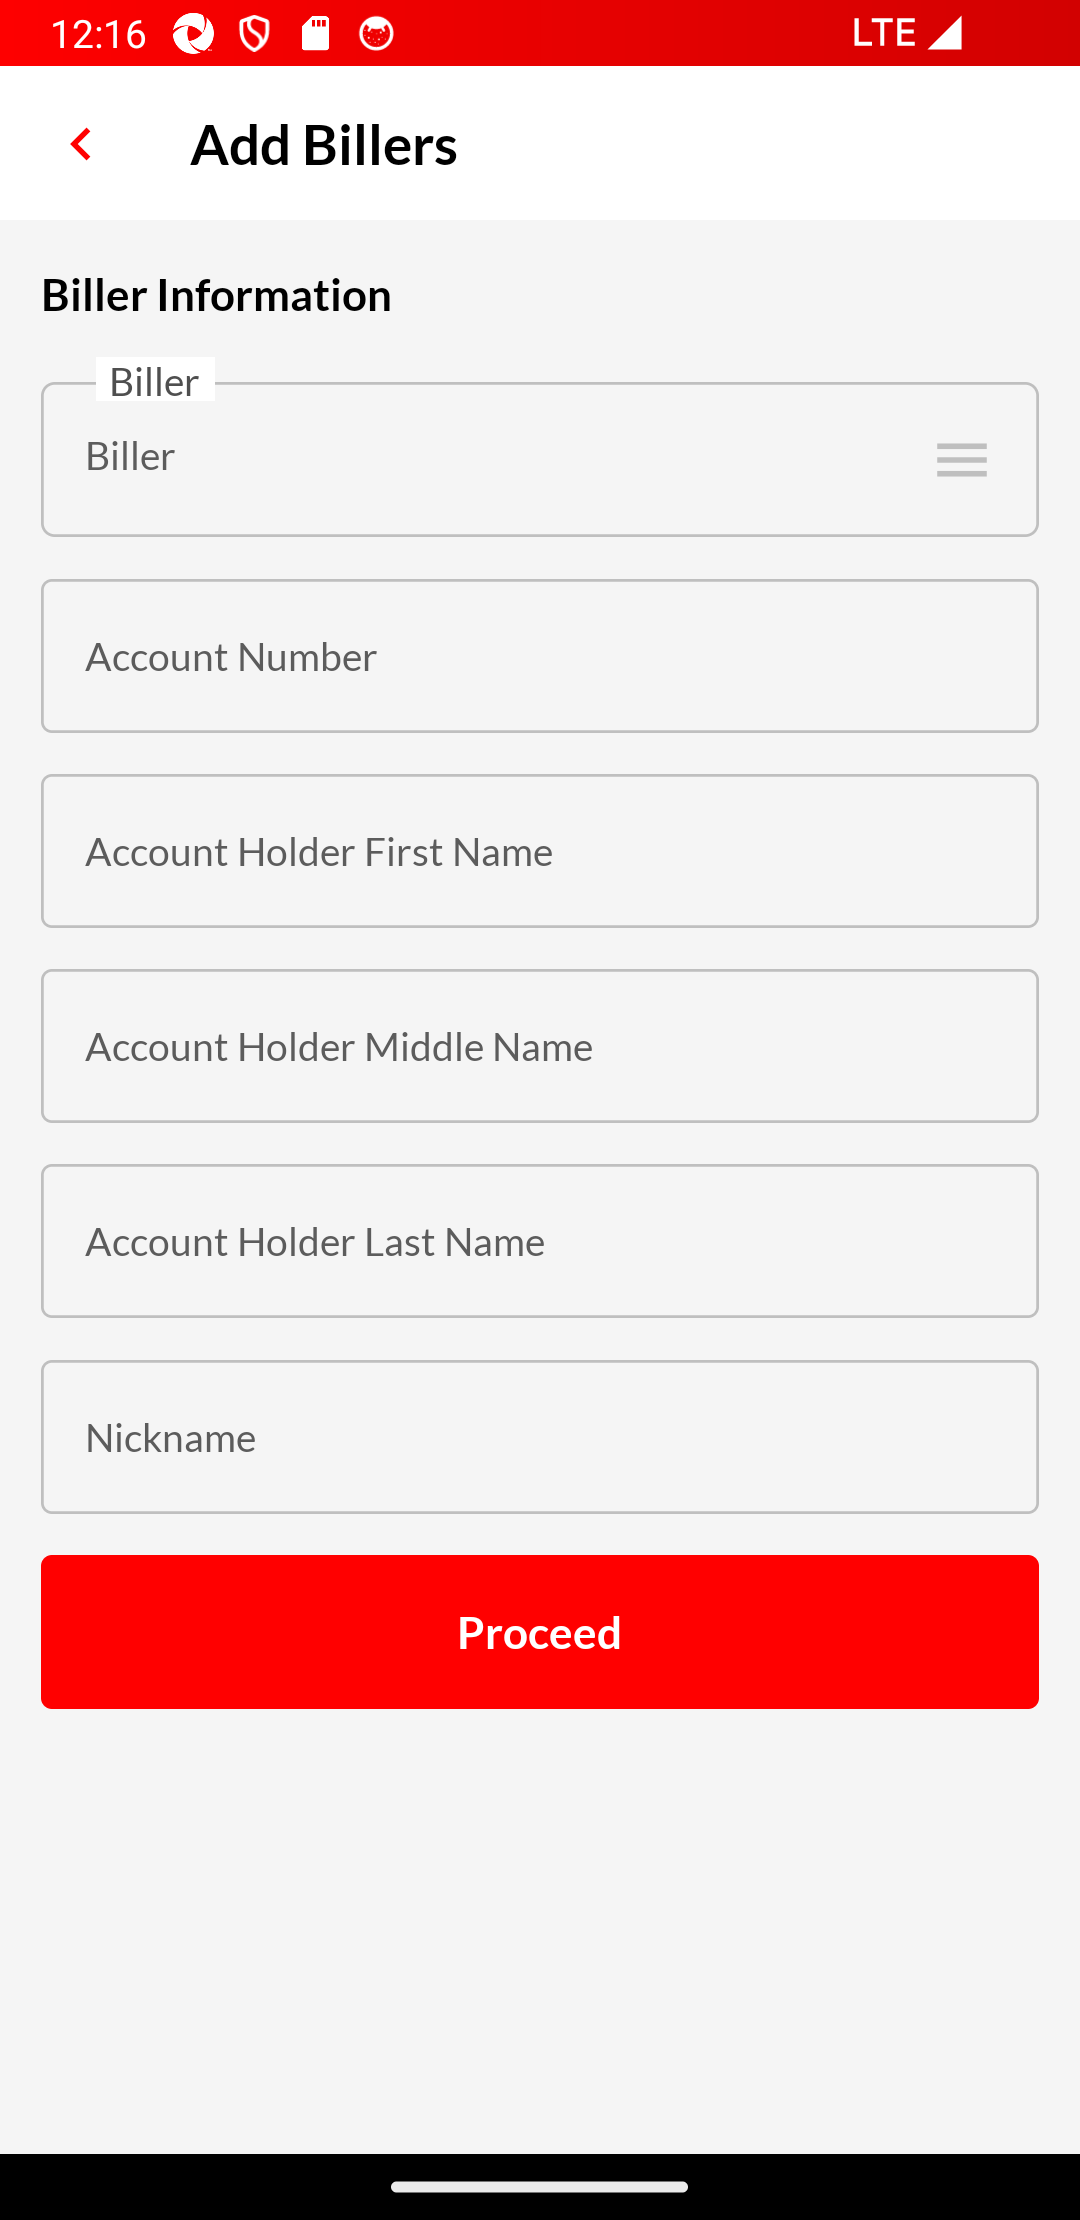 12:16 LTE
Add Billers
Biller Information
Biller
Biller
Account Number
Account Holder First Name
Account Holder Middle Name
Account Holder Last Name
Nickname
Proceed